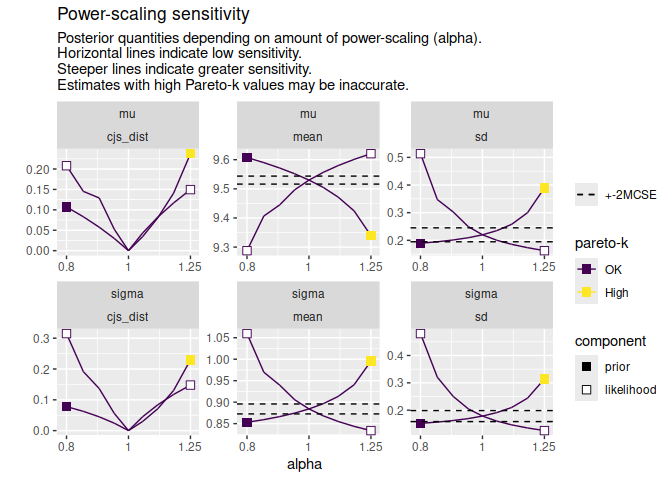 Power-scaling sensitivity
Posterior quantities depending on amount of power-scaling (alpha).
Horizontal lines indicate low sensitivity.
Steeper lines indicate greater sensitivity.
Estimates with high Pareto-k values may be inaccurate.
mu
cjs_dist
0.20
0.15
0.10
0.05
0.00
0.8
1
1.25
mu
mean
9.6
9.5
9.4
9.3
0.8
1
1.25
mu
sd
0.5
0.4
0.3
0.2
0.8
1
1.25
sigma
cjs_dist
0.3
0.2
0.1
0.0
0.8
1
1.25
sigma
mean
1.05
1.00
0.95
0.90
0.85
0.8
1
1.25
sigma
sd
0.4
0.3
0.2
0.8
1
1.25
alpha
+-2MCSE
pareto-k
OK
High
component
prior
likelihood